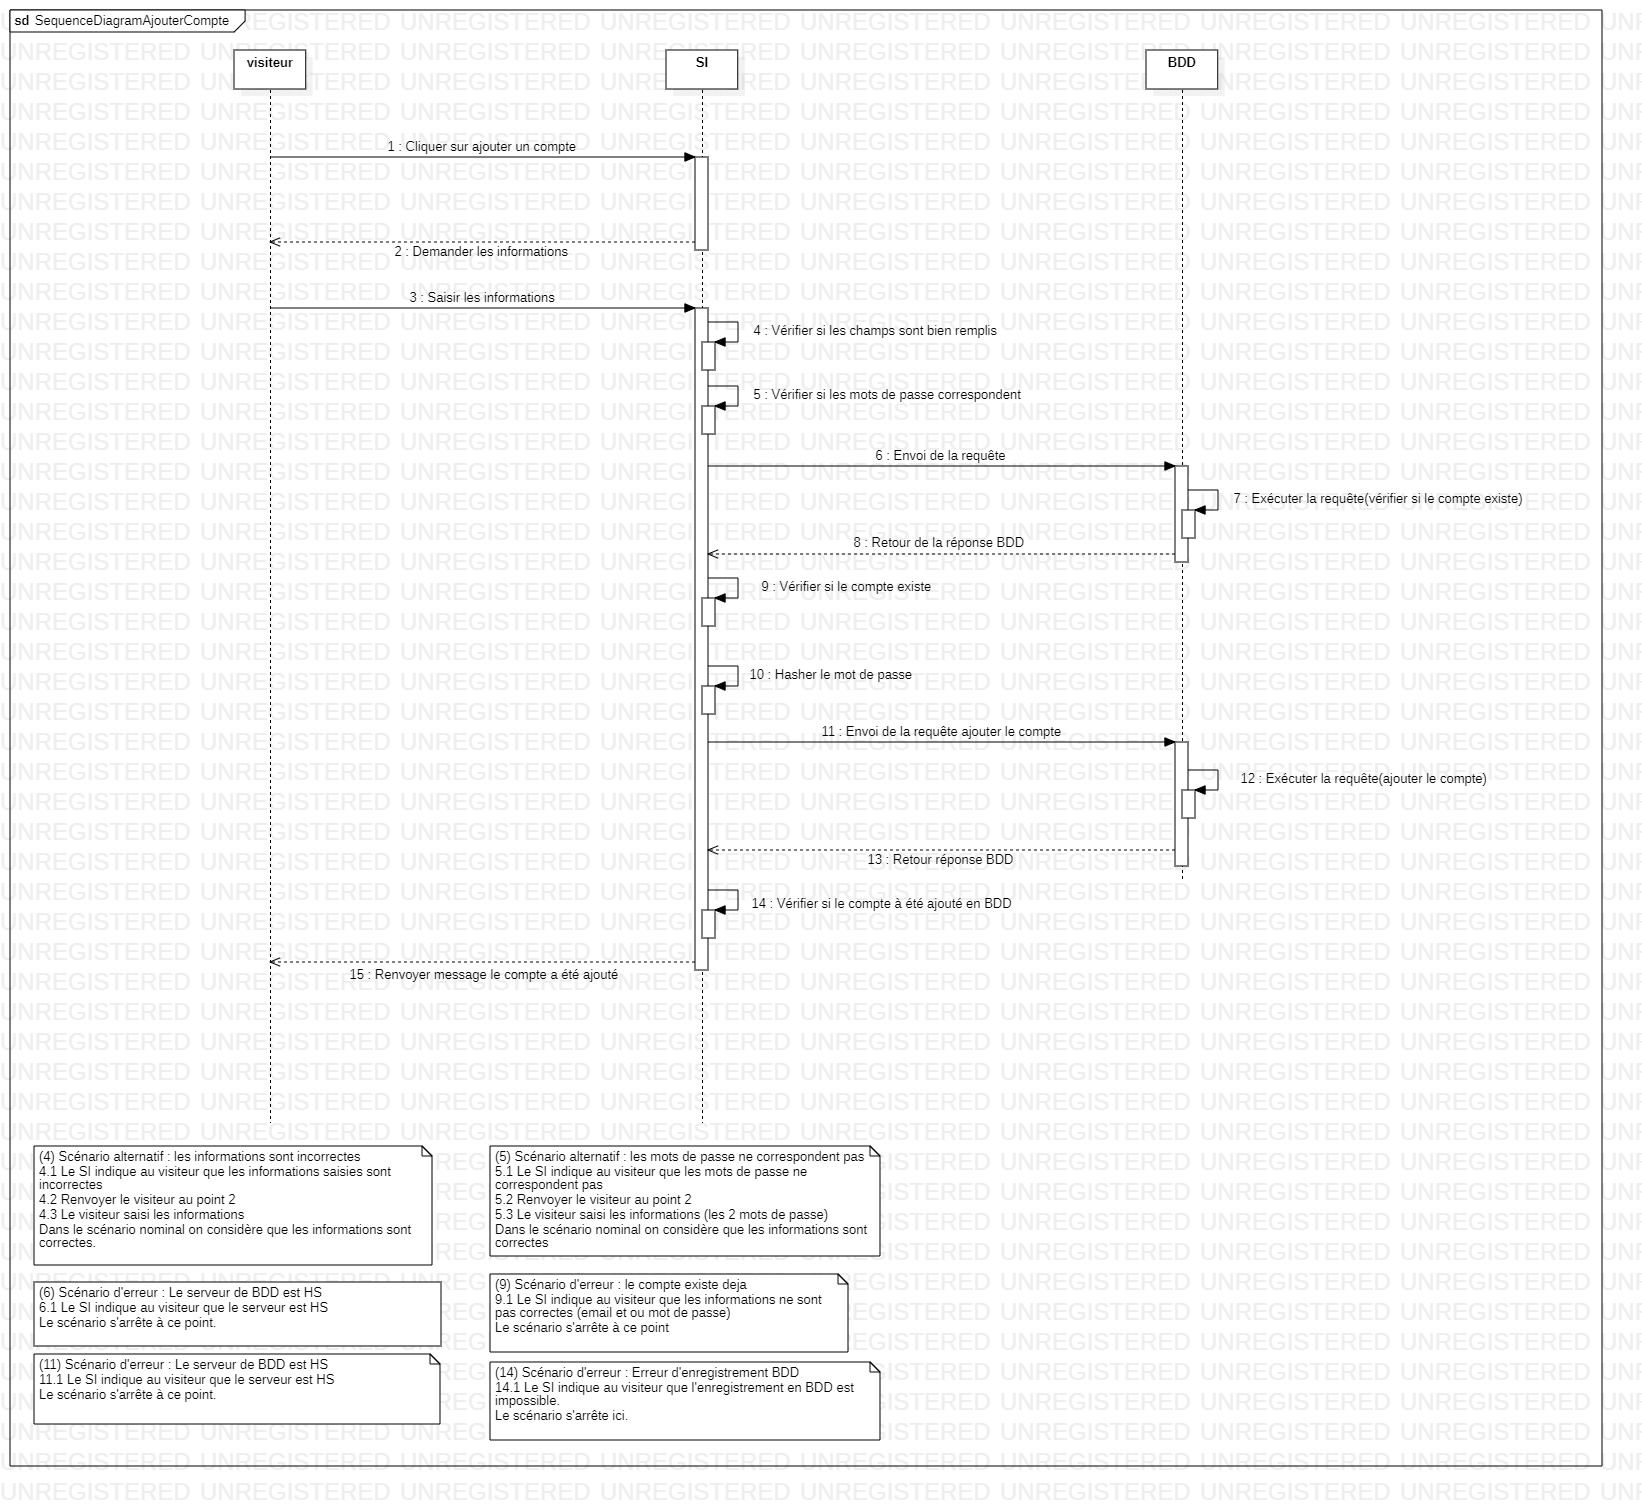 sd SequenceDiagramAjouterCompte
visiteur
SI
BDD
1 : Cliquer sur ajouter un compte
2 : Demander les informations
3 : Saisir les informations
4 : Vérifier si les champs sont bien remplis
5 : Vérifier si les mots de passe correspondent
6 : Envoi de la requête
7 : Exécuter la requête(vérifier si le compte existe)
8 : Retour de la réponse BDD
9 : Vérifier si le compte existe
10 : Hasher le mot de passe
11 : Envoi de la requête ajouter le compte
12 : Exécuter la requête(ajouter le compte)
13 : Retour réponse BDD
14 : Vérifier si le compte à été ajouté en BDD
15 : Renvoyer message le compte a été ajouté
(4) Scénario alternatif : les informations sont incorrectes
4.1 Le SI indique au visiteur que les informations saisies sont
incorrectes
4.2 Renvoyer le visiteur au point 2
4.3 Le visiteur saisi les informations
Dans le scénario nominal on considère que les informations sont
correctes.
(5) Scénario alternatif : les mots de passe ne correspondent pas
5.1 Le SI indique au visiteur que les mots de passe ne
correspondent pas
5.2 Renvoyer le visiteur au point 2
5.3 Le visiteur saisi les informations (les 2 mots de passe)
Dans le scénario nominal on considère que les informations sont
correctes
(6) Scénario d'erreur : Le serveur de BDD est HS
6.1 Le SI indique au visiteur que le serveur est HS
Le scénario s'arrête à ce point.
(9) Scénario d'erreur : le compte existe deja
9.1 Le SI indique au visiteur que les informations ne sont
pas correctes (email et ou mot de passe)
Le scénario s'arrête à ce point
(11) Scénario d'erreur : Le serveur de BDD est HS
11.1 Le SI indique au visiteur que le serveur est HS
Le scénario s'arrête à ce point.
(14) Scénario d'erreur : Erreur d'enregistrement BDD
14.1 Le SI indique au visiteur que l'enregistrement en BDD est
impossible.
Le scénario s'arrête ici.
UNREGISTERED